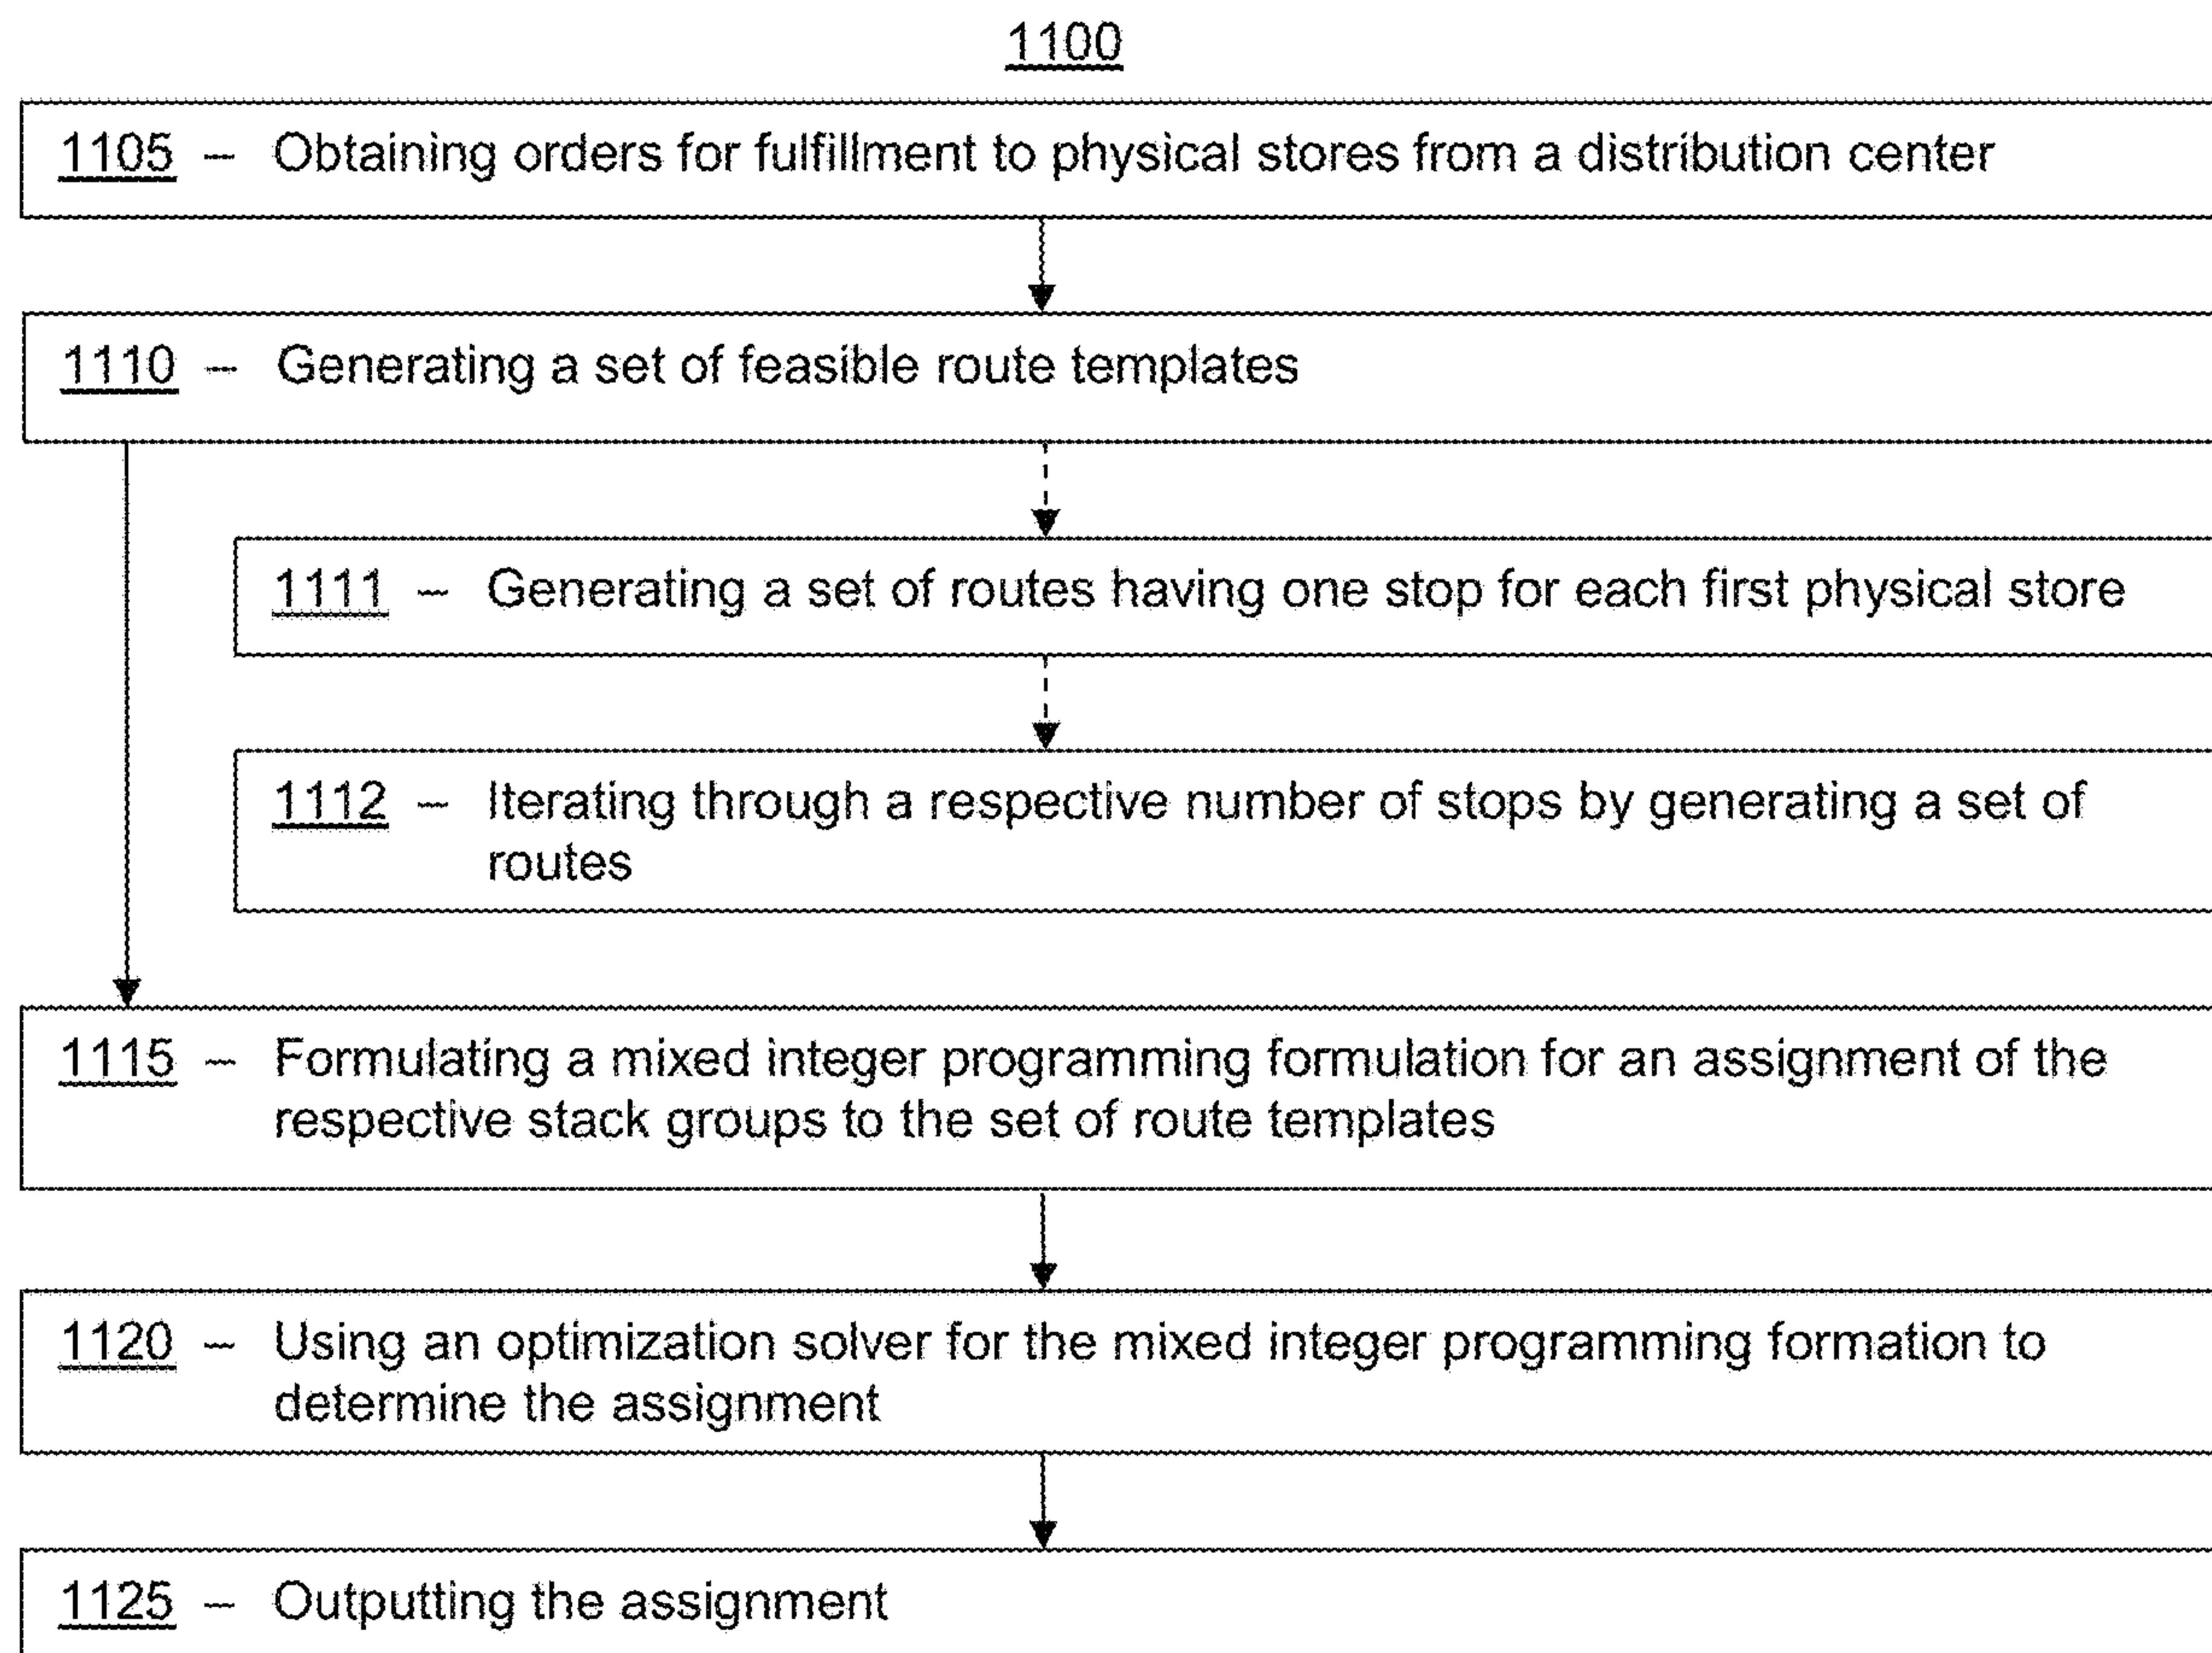 1100
1105 – Obtaining orders for fulfillment to physical stores from a distribution center
1110 – Generating a set of feasible route templates
1111 – Generating a set of routes having one stop for each first physical store
1112 – Iterating through a respective number of stops by generating a set of
routes
1115 – Formulating a mixed integer programming formulation for an assignment of the
respective stack groups to the set of route templates
1120 – Using an optimization solver for the mixed integer programming formation to
determine the assignment
1125 – Outputting the assignment